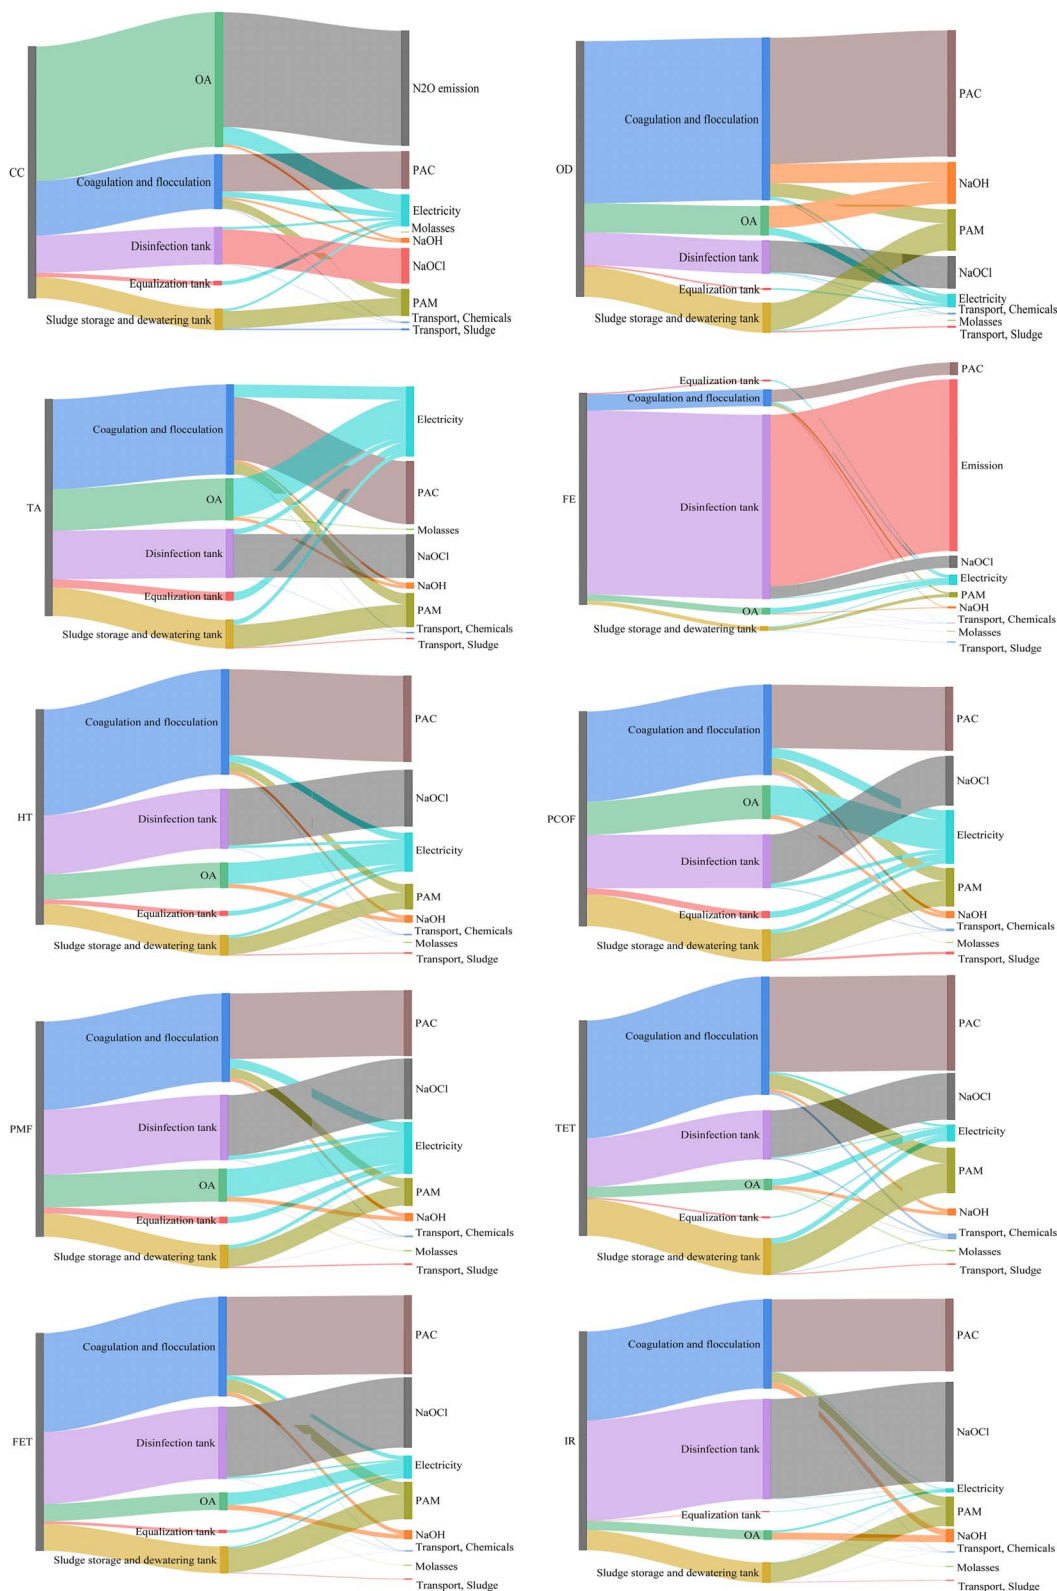 CC
OA
Coagulation and flocculation
Disinfection tank
Equalization tank
Sludge storage and dewatering tank
N2O emission
PAC
Electricity
Molasses
NaOH
NaOCl
PAM
Transport, Chemicals
Transport, Sludge
OD
Coagulation and flocculation
OA
Disinfection tank
Equalization tank
Sludge storage and dewatering tank
PAC
NaOH
PAM
NaOCl
Electricity
Transport, Chemicals
Molasses
Transport, Sludge
TA
Coagulation and flocculation
OA
Disinfection tank
Equalization tank
Sludge storage and dewatering tank
Electricity
PAC
Molasses
NaOCl
NaOH
PAM
Transport, Chemicals
Transport, Sludge
FE
Equalization tank
Coagulation and flocculation
Disinfection tank
OA
Sludge storage and dewatering tank
PAC
Emission
NaOCl
Electricity
PAM
NaOH
Transport, Chemicals
Molasses
Transport, Sludge
HT
Coagulation and flocculation
Disinfection tank
OA
Equalization tank
Sludge storage and dewatering tank
PAC
NaOCl
Electricity
PAM
NaOH
Transport, Chemicals
Molasses
Transport, Sludge
PCOF
Coagulation and flocculation
OA
Disinfection tank
Equalization tank
Sludge storage and dewatering tank
PAC
NaOCl
Electricity
PAM
NaOH
Transport, Chemicals
Molasses
Transport, Sludge
PMF
Coagulation and flocculation
Disinfection tank
OA
Equalization tank
Sludge storage and dewatering tank
PAC
NaOCl
Electricity
PAM
NaOH
Transport, Chemicals
Molasses
Transport, Sludge
TET
Coagulation and flocculation
Disinfection tank
OA
Equalization tank
Sludge storage and dewatering tank
PAC
NaOCl
Electricity
PAM
NaOH
Transport, Chemicals
Molasses
Transport, Sludge
FET
Coagulation and flocculation
Disinfection tank
OA
Equalization tank
Sludge storage and dewatering tank
PAC
NaOCl
Electricity
PAM
NaOH
Transport, Chemicals
Molasses
Transport, Sludge
IR
Coagulation and flocculation
Disinfection tank
Equalization tank
OA
Sludge storage and dewatering tank
PAC
NaOCl
Electricity
PAM
NaOH
Transport, Chemicals
Molasses
Transport, Sludge